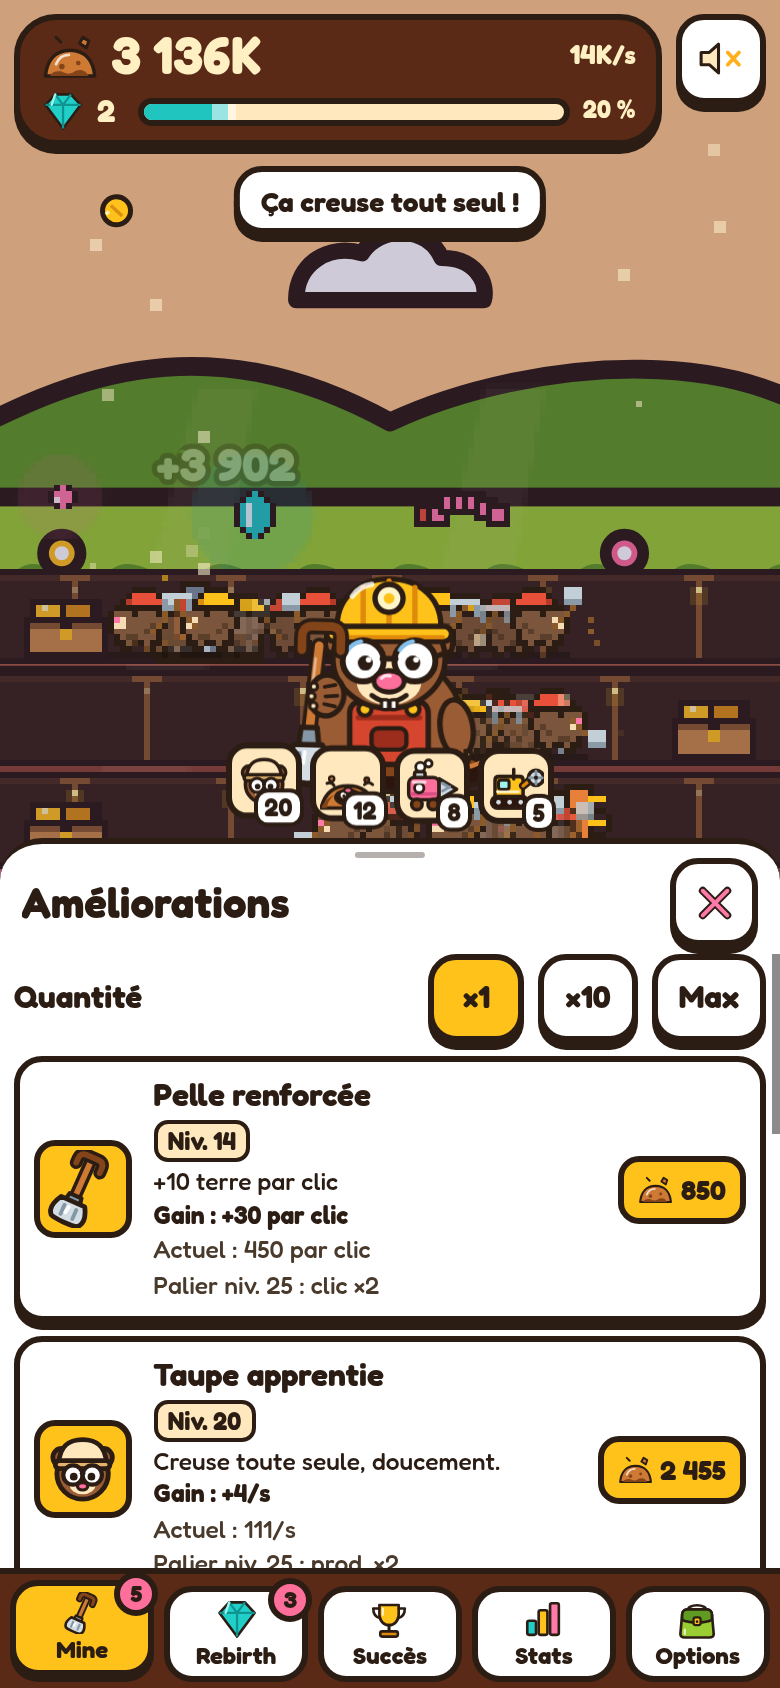 3 136K
14K/s
2
20 %
Ça creuse tout seul !
+3 902
20
12
8
5
Améliorations
Quantité
x1
x10
Max
Pelle renforcée
Niv. 14
+10 terre par clic
Gain : +30 par clic
Actuel : 450 par clic
Palier niv. 25 : clic ×2
850
Taupe apprentie
Niv. 20
Creuse toute seule, doucement.
Gain : +4/s
Actuel : 111/s
Palier niv. 25 : prod. ×2
2 455
5
Mine
3
Rebirth
Succès
Stats
Options